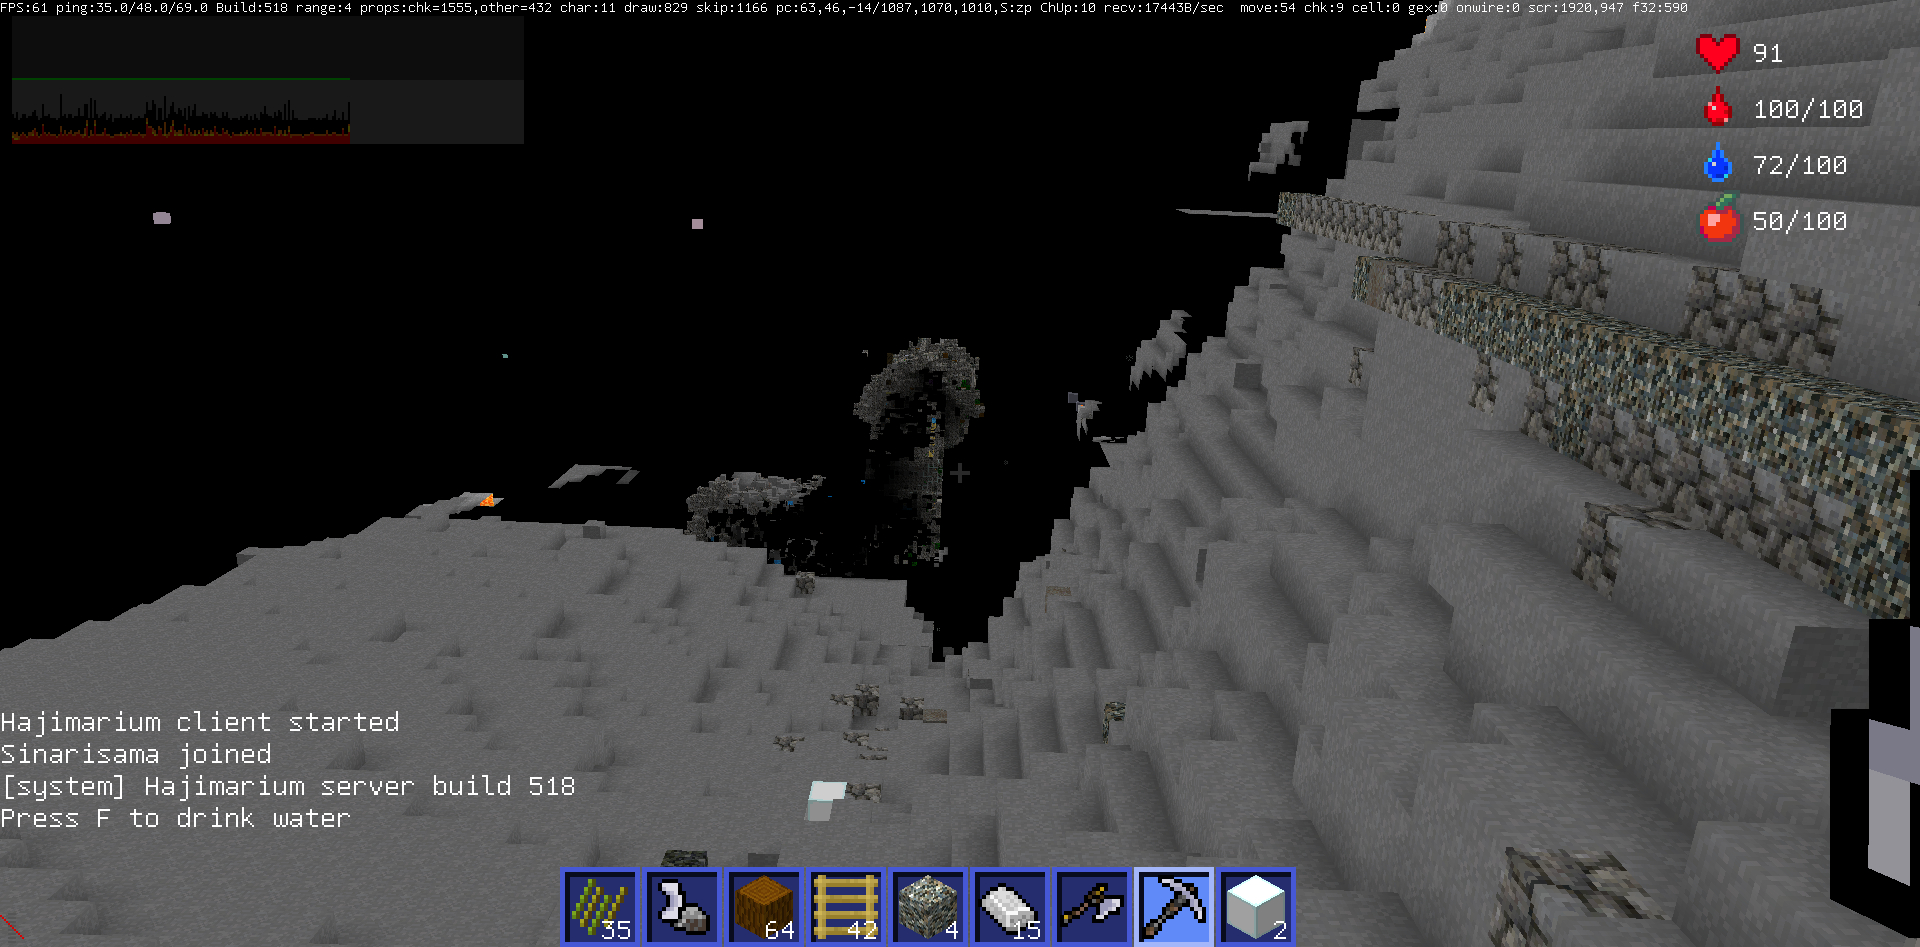 FPS:61 ping:35.0/48.0/69.0 Build:518 range:4 props:chk=1555,other=432 char:11 draw:829 skip:1166 pc:63,46,-14/1087,1070,1010,S:zp ChUp:10 recv:17443B/sec  move:54 chk:9 cell:0 gex:0 onwire:0 scr:1920,947 f32:590
91
100/100
72/100
50/100
Hajimarium client started
Sinarisama joined
[system] Hajimarium server build 518
Press F to drink water
35 64 42 4 15 2